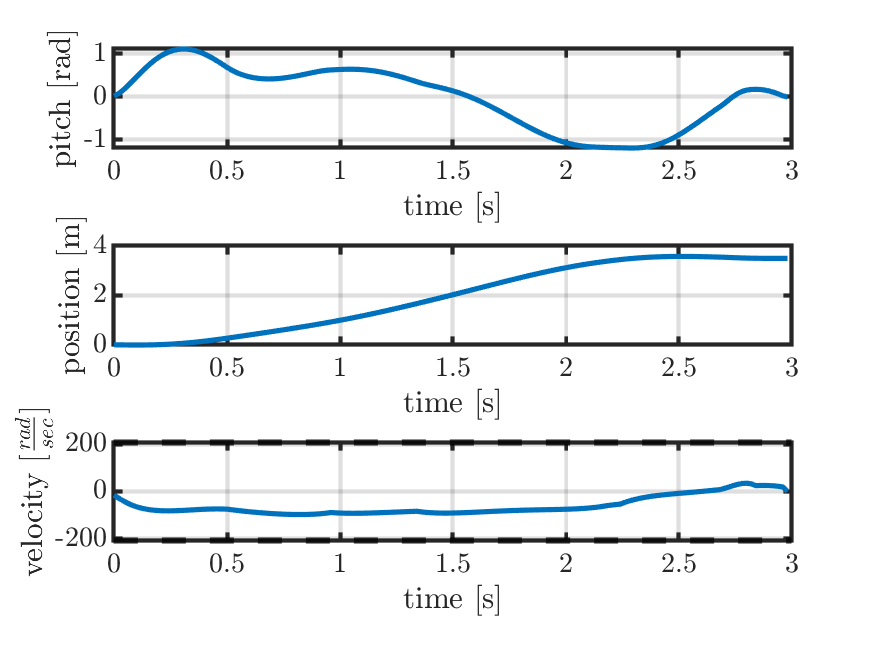 pitch [rad]
1
0
-1
0 0.5 1 1.5 2 2.5 3
time [s]
position [m]
4
2
0
0 0.5 1 1.5 2 2.5 3
time [s]
velocity [rad/sec]
200
0
-200
0 0.5 1 1.5 2 2.5 3
time [s]